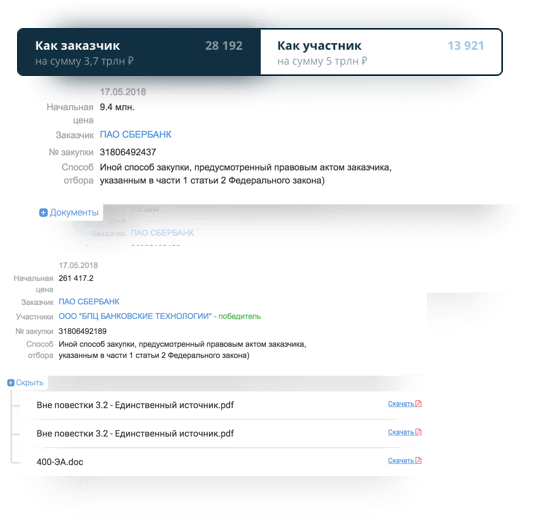 Как заказчик 28 192 Как участник 13 921
на сумму 3,7 трлн ₽ на сумму 5 трлн ₽
17.05.2018
Начальная 9.4 млн.
цена
Заказчик ПАО СБЕРБАНК
№ закупки 31806492437
Способ Иной способ закупки, предусмотренный правовым актом заказчика,
отбора указанным в части 1 статьи 2 Федерального закона)
Документы
Заказчик ПАО СБЕРБАНК
17.05.2018
Начальная 261 417.2
цена
Заказчик ПАО СБЕРБАНК
Участники ООО "БПЦ БАНКОВСКИЕ ТЕХНОЛОГИИ" - победитель
№ закупки 31806492189
Способ Иной способ закупки, предусмотренный правовым актом заказчика,
отбора указанным в части 1 статьи 2 Федерального закона)
Скрыть
Вне повестки 3.2 - Единственный источник.pdf Скачать
Вне повестки 3.2 - Единственный источник.pdf Скачать
400-ЭА.doc Скачать